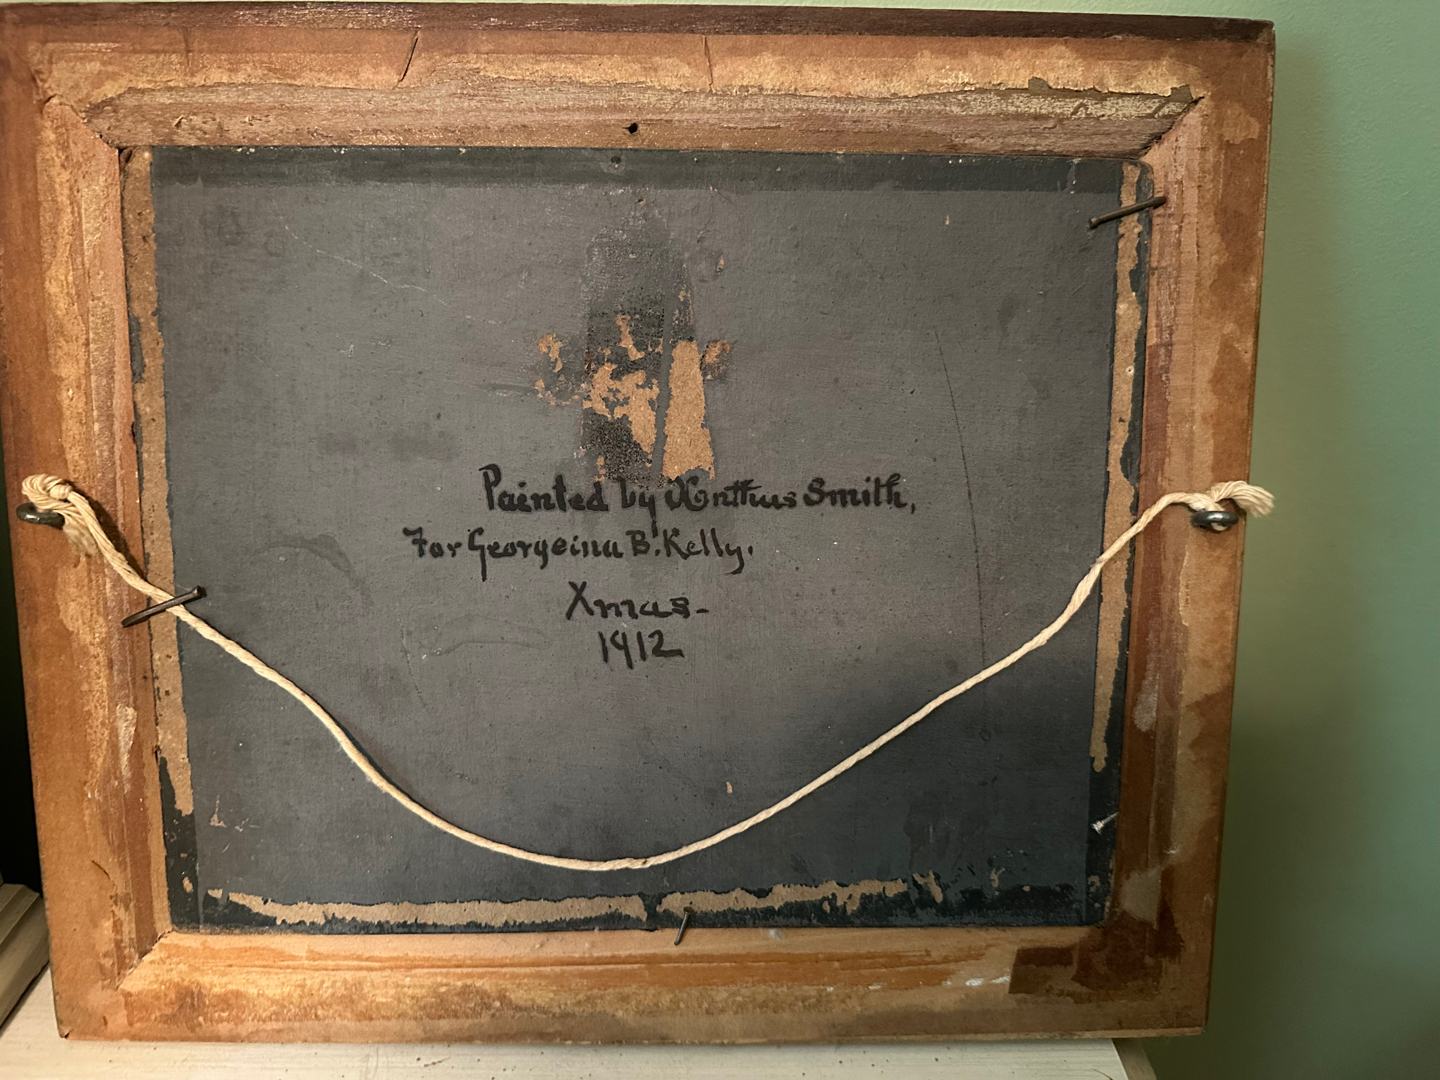 Painted by Xanthus Smith,
For Georgeina B. Kelly.
Xmas-
1912